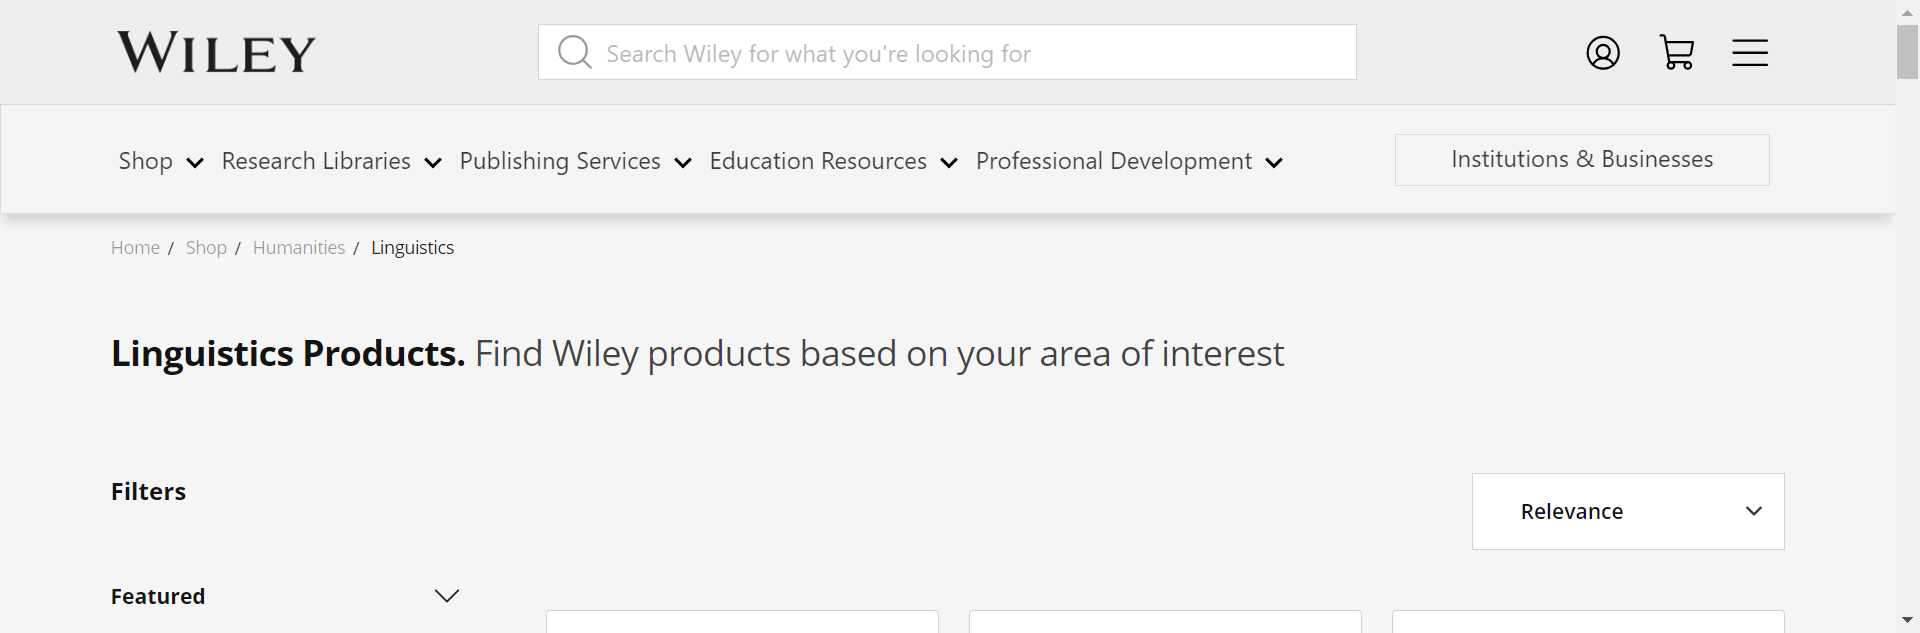 WILEY
Search Wiley for what you're looking for
Shop Research Libraries Publishing Services Education Resources Professional Development Institutions & Businesses
Home / Shop / Humanities / Linguistics
Linguistics Products. Find Wiley products based on your area of interest
Filters
Relevance
Featured